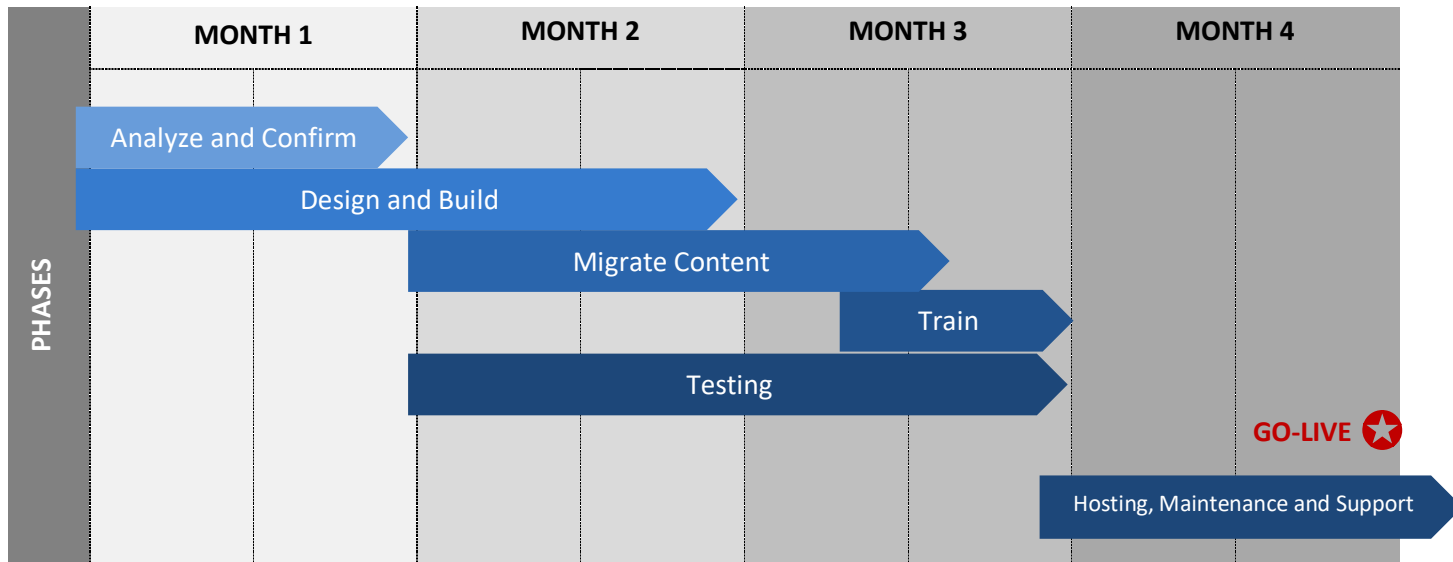 MONTH 1
MONTH 2
MONTH 3
MONTH 4
PHASES
Analyze and Confirm
Design and Build
Migrate Content
Train
Testing
GO-LIVE
Hosting, Maintenance and Support